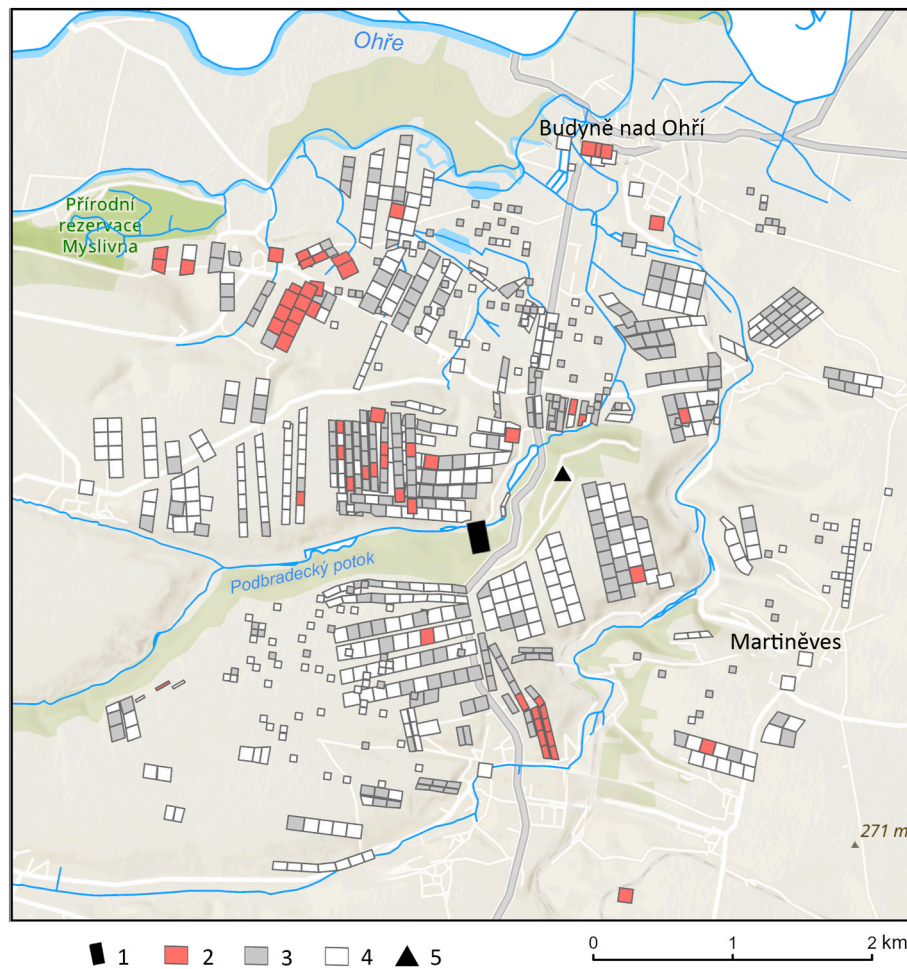 Ohře
Budyně nad Ohří
Přírodní
rezervace
Myslivna
Podbradecký potok
Martiněves
271 m
1 2 3 4 5
0 1 2 km